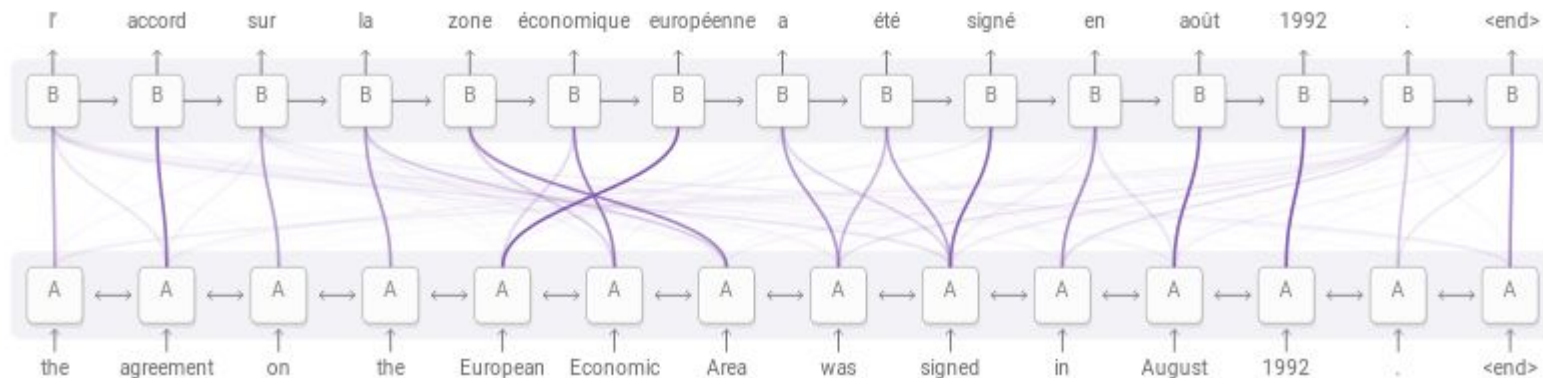 l' accord sur la zone économique européenne a été signé en août 1992 . <end>
B B B B B B B B B B B B B B B
A A A A A A A A A A A A A A
the agreement on the European Economic Area was signed in August 1992 . <end>